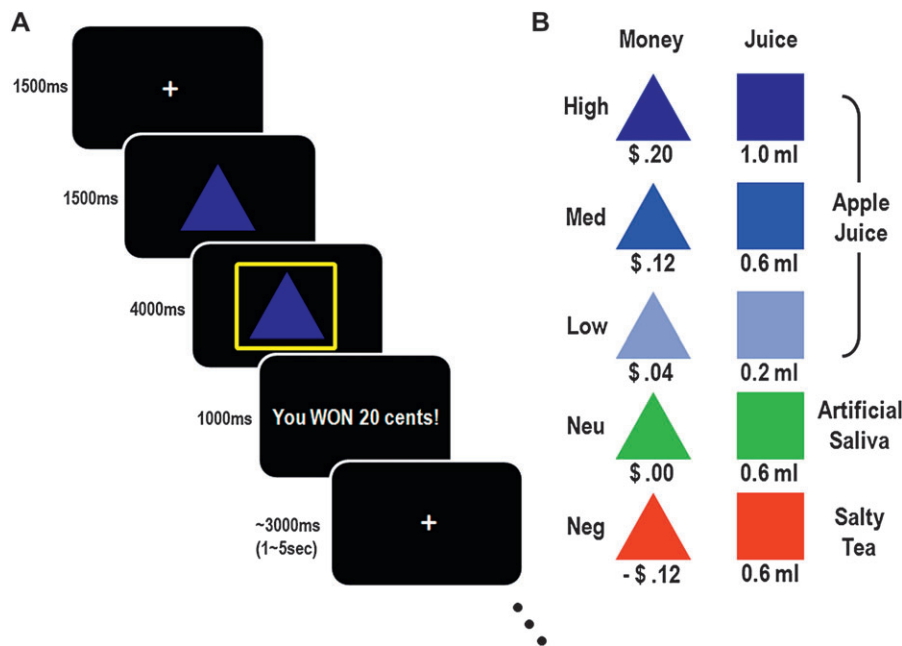 A
1500ms
+
1500ms
4000ms
1000ms
You WON 20 cents!
~3000ms
(1~5sec)
+
B
Money Juice
High
$ .20 1.0 ml
Med
$ .12 0.6 ml
Low
$ .04 0.2 ml
Apple
Juice
Neu
$ .00 0.6 ml
Artificial
Saliva
Neg
- $ .12 0.6 ml
Salty
Tea